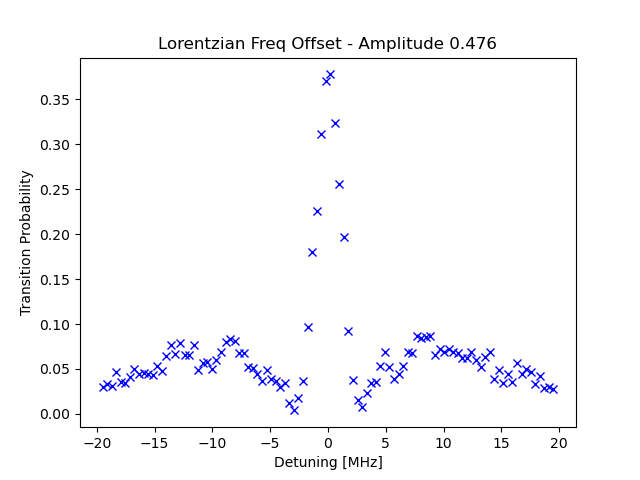 Lorentzian Freq Offset - Amplitude 0.476
Transition Probability
0.35
0.30
0.25
0.20
0.15
0.10
0.05
0.00
−20 −15 −10 −5 0 5 10 15 20
Detuning [MHz]